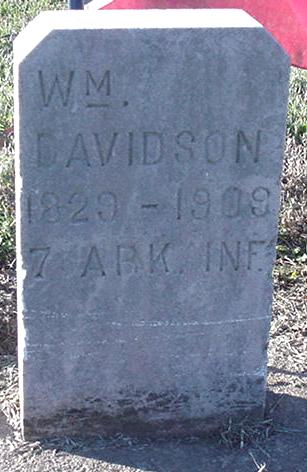 WM.
DAVIDSON
1829 - 1909
7 ARK. INF.